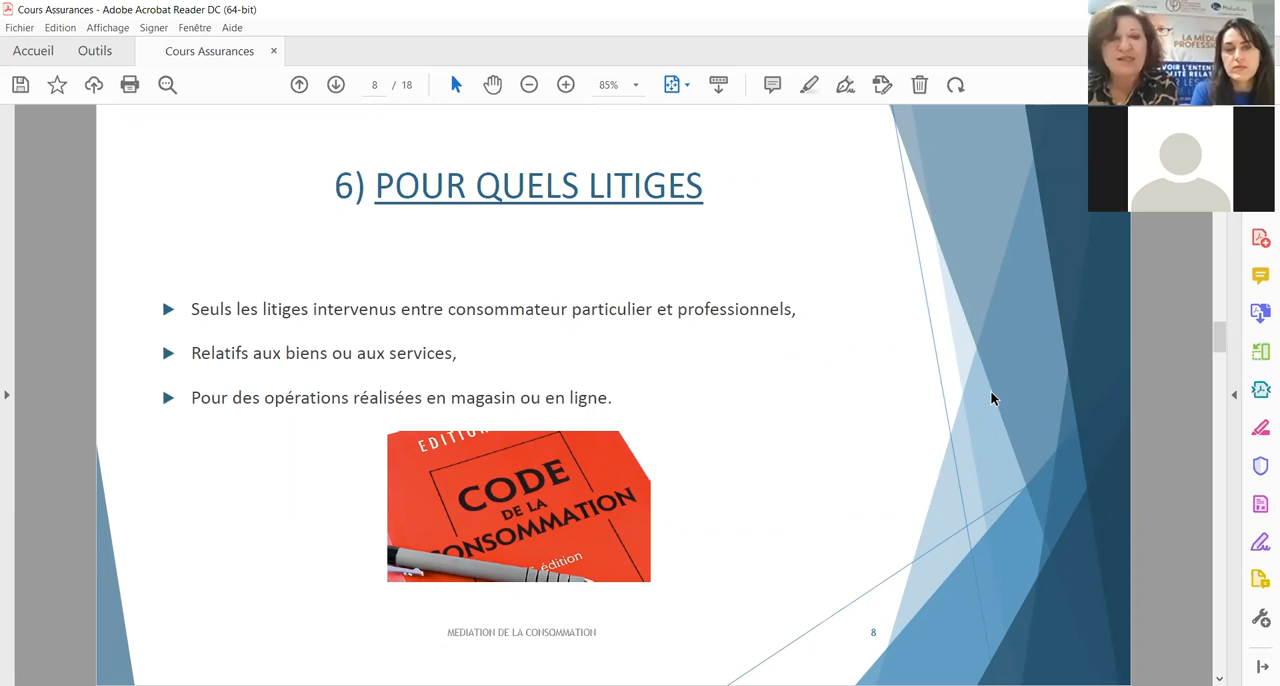 Cours Assurances - Adobe Acrobat Reader DC (64-bit)
Fichier Edition Affichage Signer Fenêtre Aide
Accueil Outils Cours Assurances ×
8 / 18 85%
6) POUR QUELS LITIGES
Seuls les litiges intervenus entre consommateur particulier et professionnels,
Relatifs aux biens ou aux services,
Pour des opérations réalisées en magasin ou en ligne.
CODE
DE LA
CONSOMMATION
édition
MEDIATION DE LA CONSOMMATION
8
LA MÉD
PROFESS